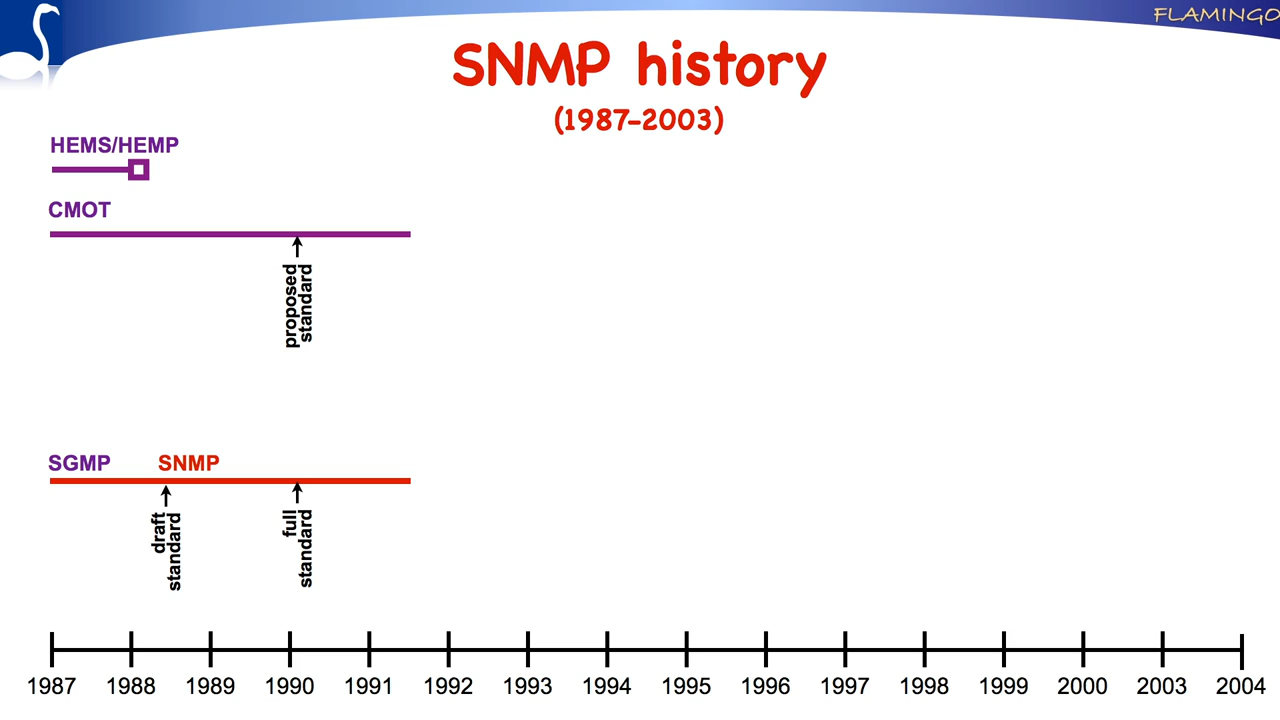 FLAMINGO
SNMP history
(1987-2003)
HEMS/HEMP
CMOT
proposed
standard
SGMP SNMP
draft
standard
full
standard
1987 1988 1989 1990 1991 1992 1993 1994 1995 1996 1997 1998 1999 2000 2003 2004